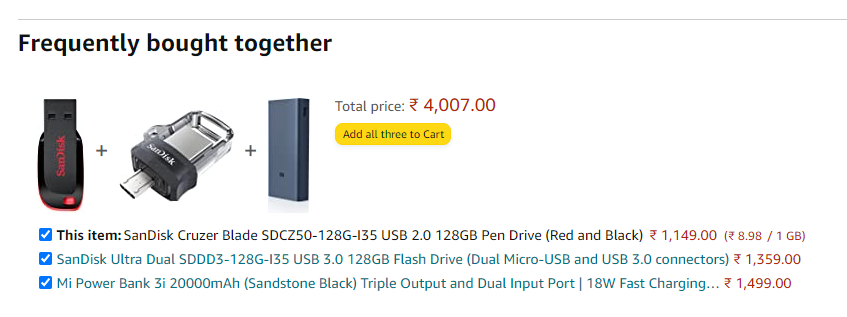 Frequently bought together
Total price: ₹ 4,007.00
Add all three to Cart
SanDisk
+
SanDisk
+
This item: SanDisk Cruzer Blade SDCZ50-128G-I35 USB 2.0 128GB Pen Drive (Red and Black) ₹ 1,149.00 (₹ 8.98 / 1 GB)
SanDisk Ultra Dual SDDD3-128G-I35 USB 3.0 128GB Flash Drive (Dual Micro-USB and USB 3.0 connectors) ₹ 1,359.00
Mi Power Bank 3i 20000mAh (Sandstone Black) Triple Output and Dual Input Port | 18W Fast Charging… ₹ 1,499.00